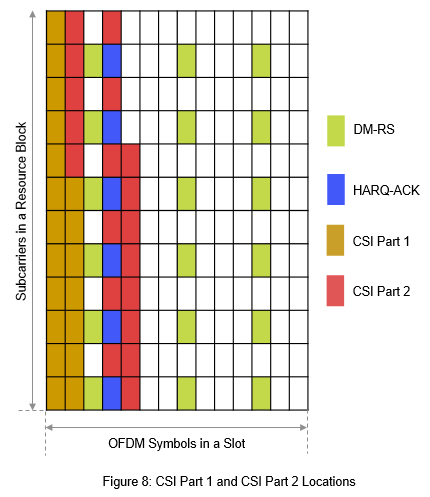 Subcarriers in a Resource Block
DM-RS
HARQ-ACK
CSI Part 1
CSI Part 2
OFDM Symbols in a Slot
Figure 8: CSI Part 1 and CSI Part 2 Locations